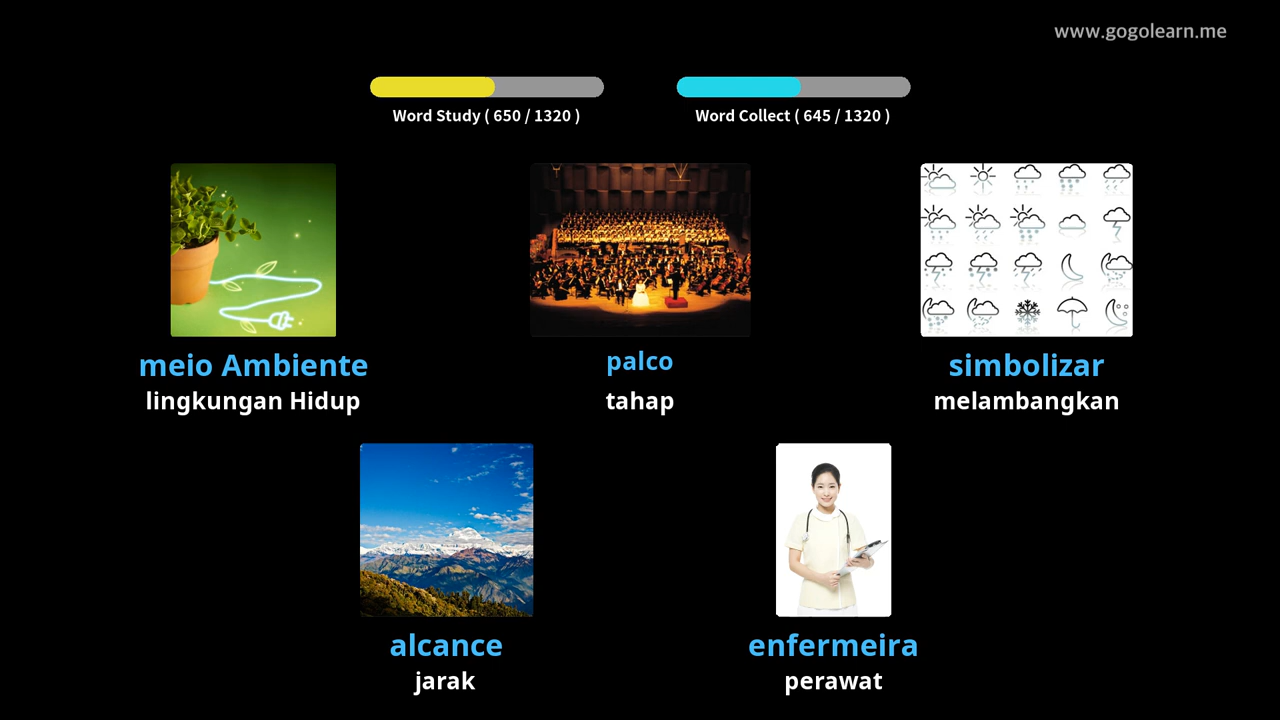 www.gogolearn.me
Word Study ( 650 / 1320 )
Word Collect ( 645 / 1320 )
meio Ambiente
lingkungan Hidup
palco
tahap
simbolizar
melambangkan
alcance
jarak
enfermeira
perawat